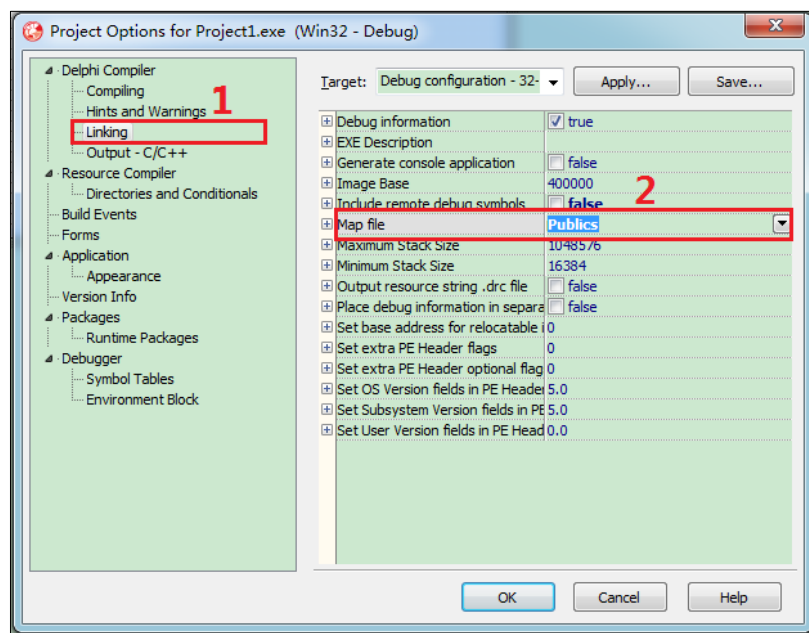 Project Options for Project1.exe (Win32 - Debug)
Delphi Compiler
Compiling
Hints and Warnings
1
Linking
Output - C/C++
Resource Compiler
Directories and Conditionals
Build Events
Forms
Application
Appearance
Version Info
Packages
Runtime Packages
Debugger
Symbol Tables
Environment Block
Target: Debug configuration - 32- Apply... Save...
Debug information true
EXE Description
Generate console application false
Image Base 400000
2
Include remote debug symbols false
Map file Publics
Maximum Stack Size 1048576
Minimum Stack Size 16384
Output resource string .drc file false
Place debug information in separa false
Set base address for relocatable i 0
Set extra PE Header flags 0
Set extra PE Header optional flag 0
Set OS Version fields in PE Header 5.0
Set Subsystem Version fields in PE 5.0
Set User Version fields in PE Head 0.0
OK Cancel Help